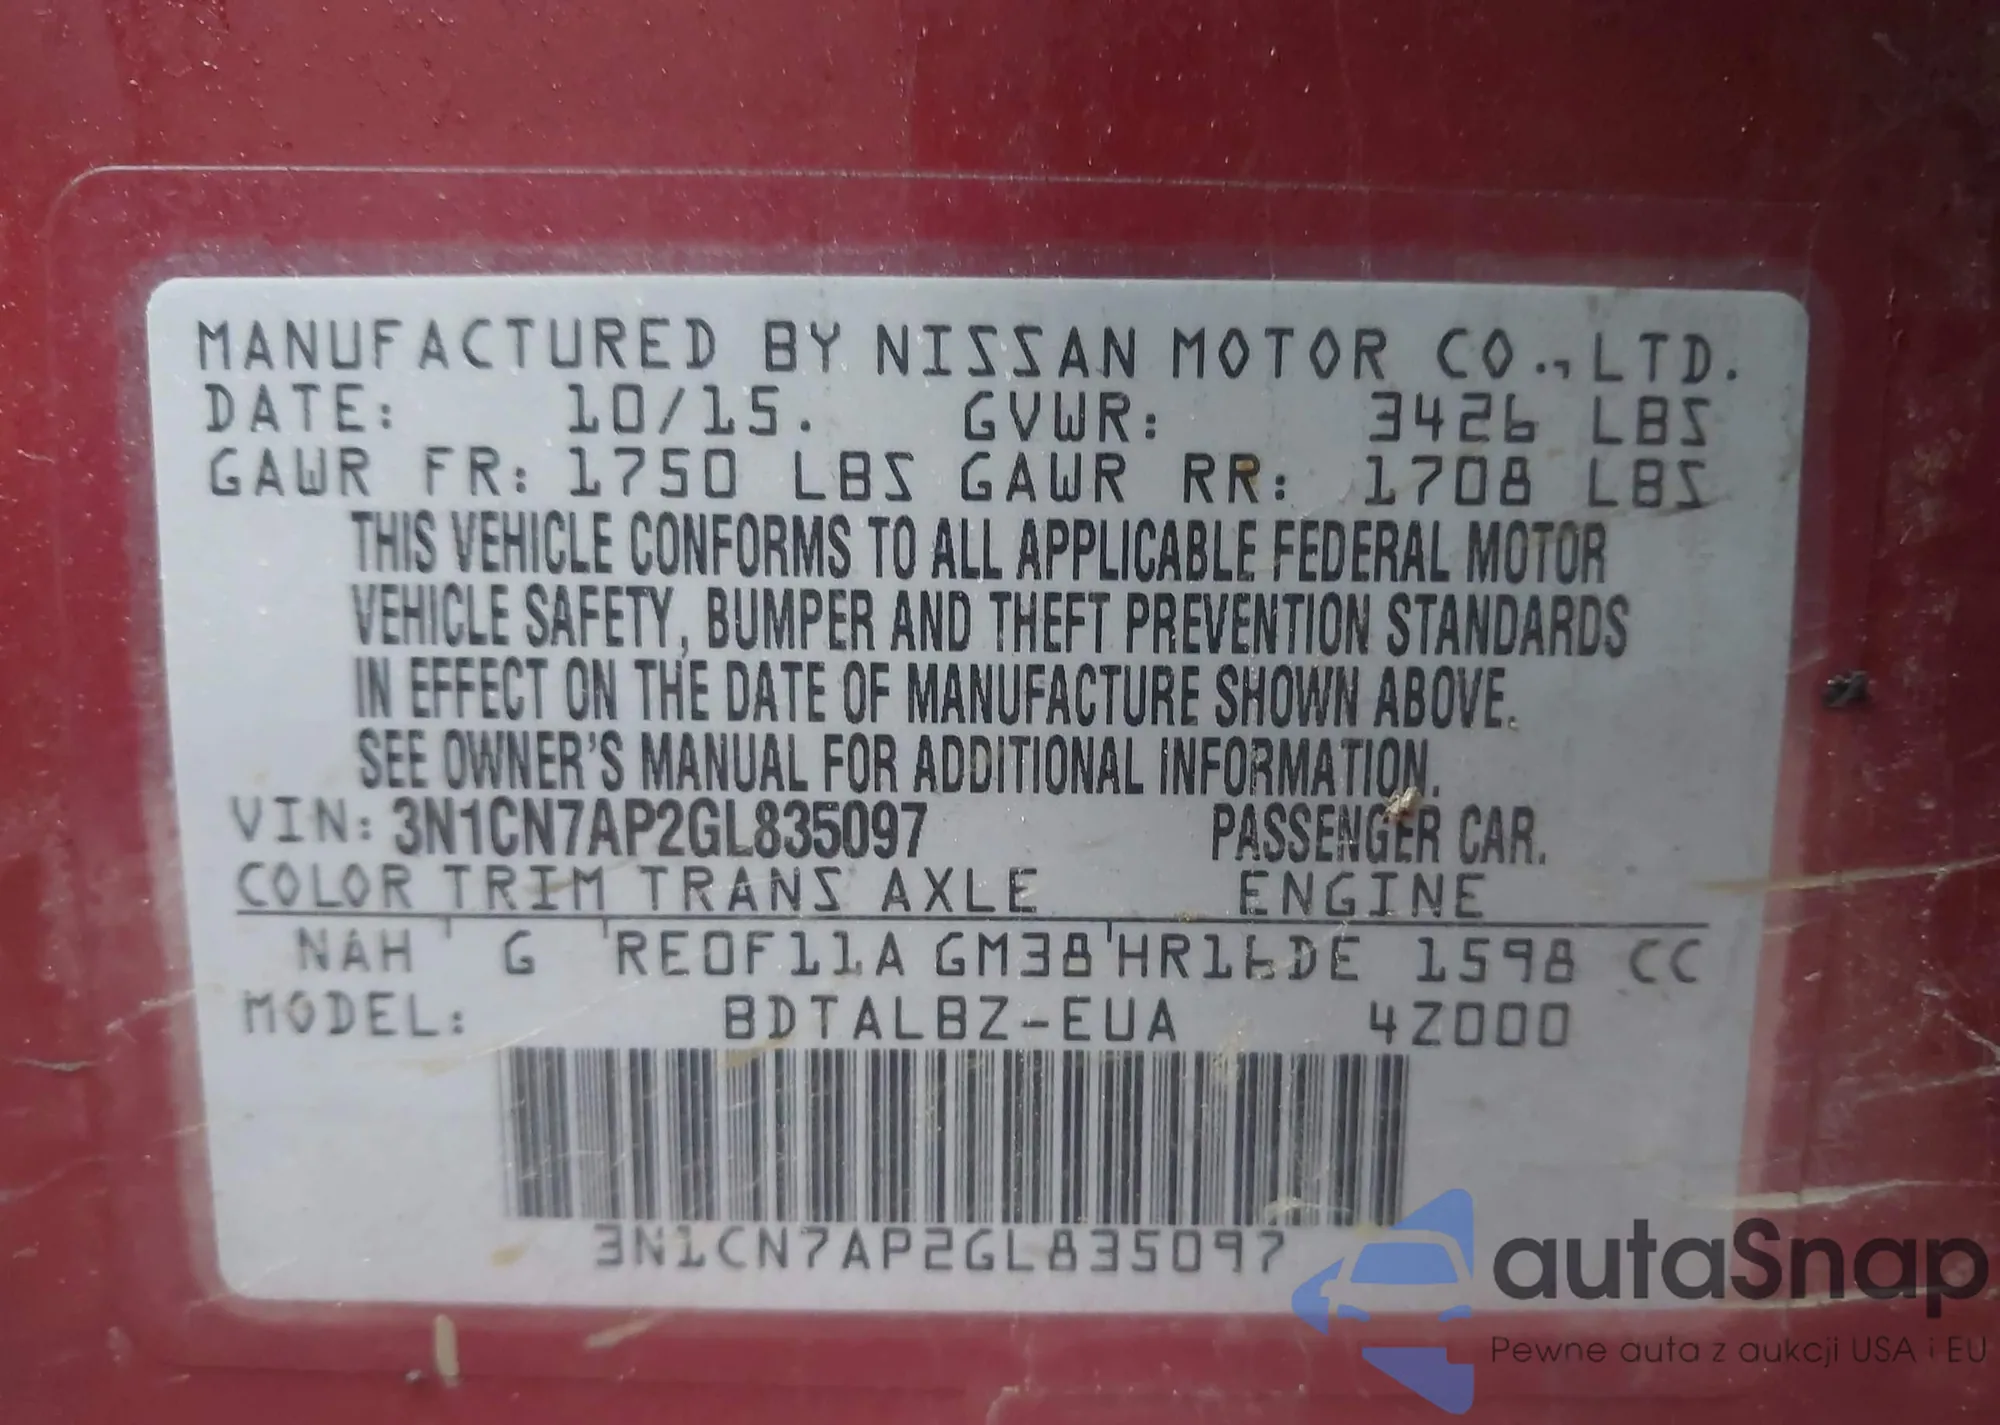 MANUFACTURED BY NISSAN MOTOR CO.,LTD.
DATE: 10/15. GVWR: 3426 LBS
GAWR FR: 1750 LBS GAWR RR: 1708 LBS
THIS VEHICLE CONFORMS TO ALL APPLICABLE FEDERAL MOTOR
VEHICLE SAFETY, BUMPER AND THEFT PREVENTION STANDARDS
IN EFFECT ON THE DATE OF MANUFACTURE SHOWN ABOVE.
SEE OWNER'S MANUAL FOR ADDITIONAL INFORMATION.
VIN: 3N1CN7AP2GL835097 PASSENGER CAR.
COLOR TRIM TRANS AXLE ENGINE
NAH G RE0F11A GM38 HR16DE 1598 CC
MODEL: BDTALBZ-EUA 4Z000
3N1CN7AP2GL835097
autaSnap
Pewne auta z aukcji USA i EU